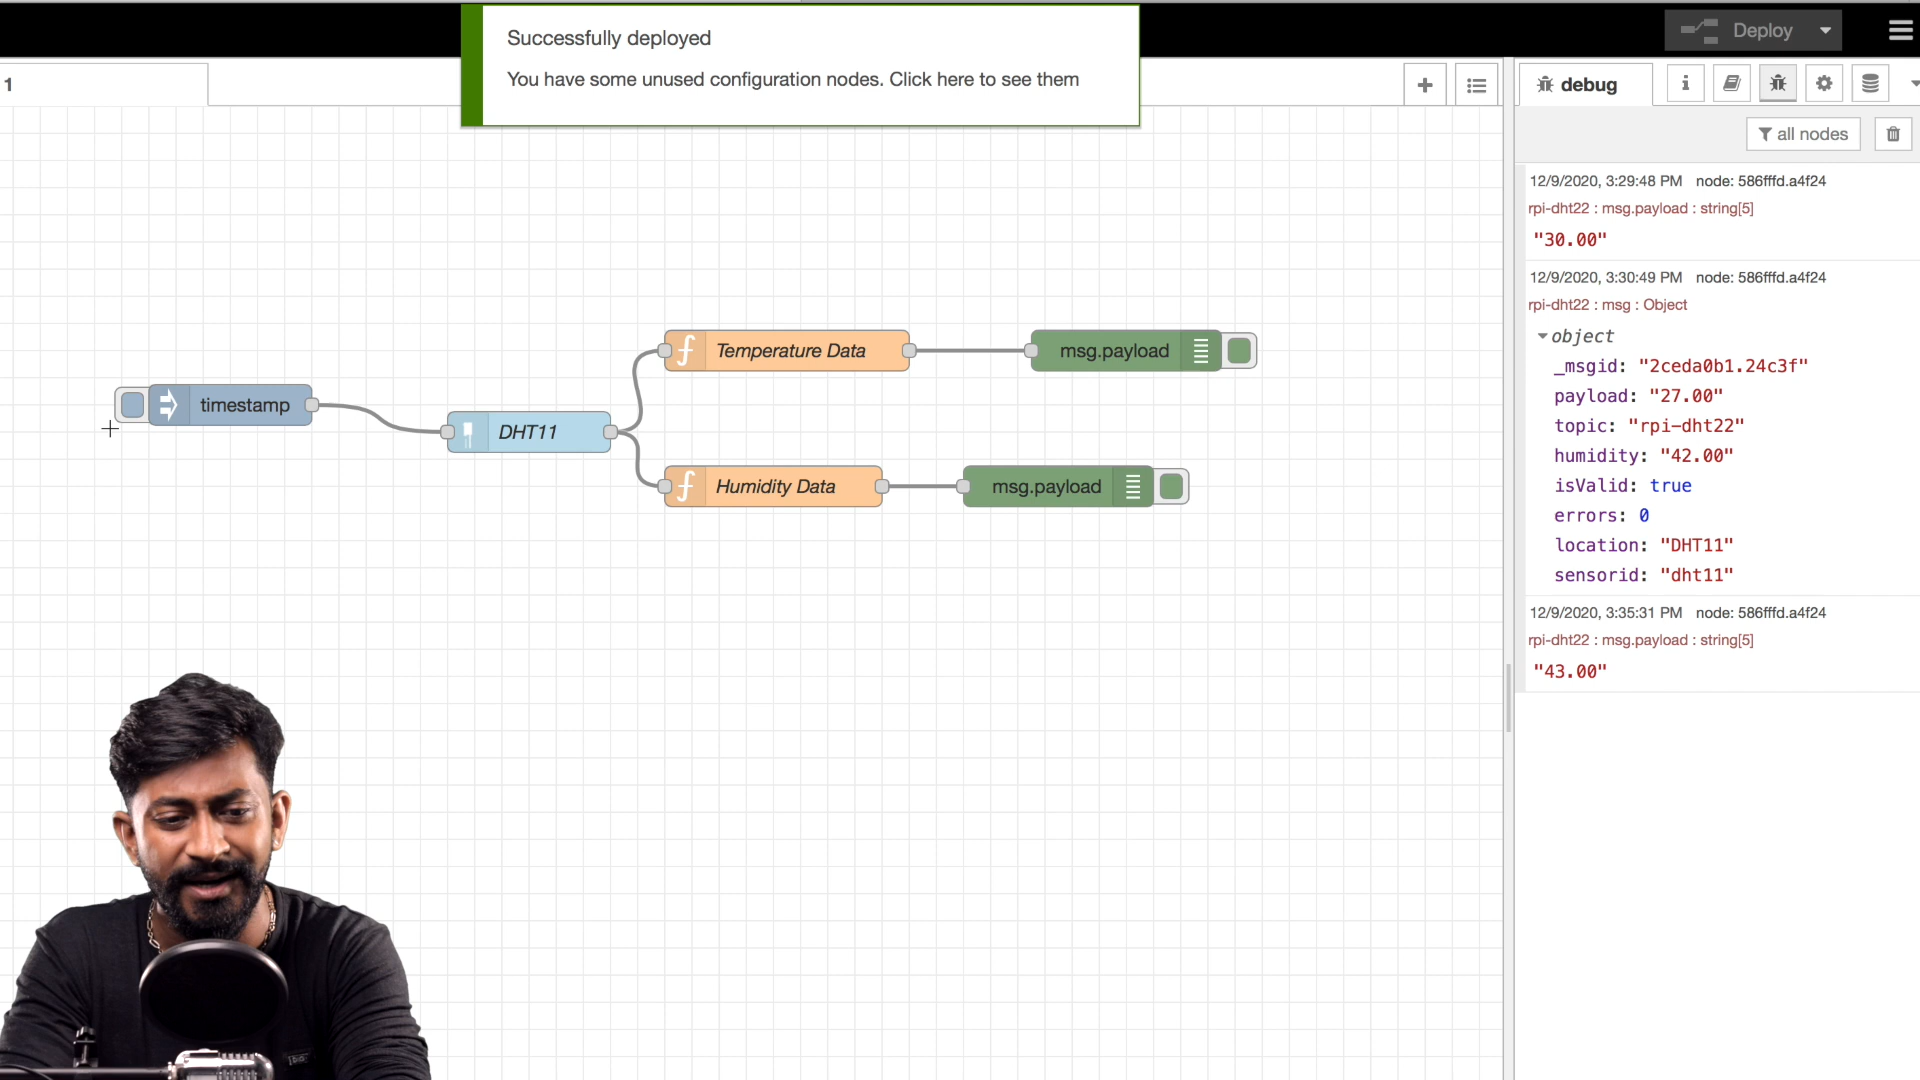 Successfully deployed
You have some unused configuration nodes. Click here to see them
Deploy
1
debug
all nodes
12/9/2020, 3:29:48 PM node: 586fffd.a4f24
rpi-dht22 : msg.payload : string[5]
"30.00"
12/9/2020, 3:30:49 PM node: 586fffd.a4f24
rpi-dht22 : msg : Object
object
_msgid: "2ceda0b1.24c3f"
payload: "27.00"
topic: "rpi-dht22"
humidity: "42.00"
isValid: true
errors: 0
location: "DHT11"
sensorid: "dht11"
12/9/2020, 3:35:31 PM node: 586fffd.a4f24
rpi-dht22 : msg.payload : string[5]
"43.00"
timestamp
DHT11
Temperature Data
msg.payload
Humidity Data
msg.payload